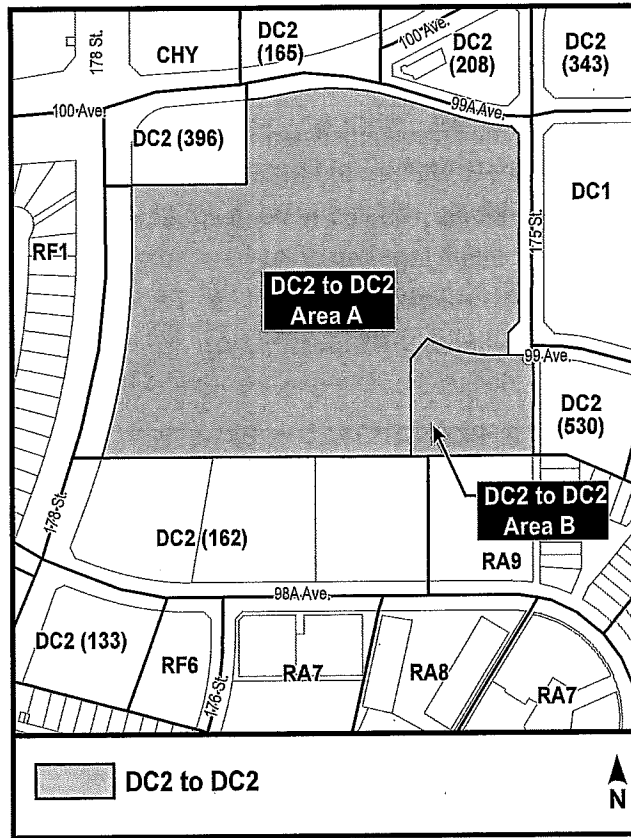 178 St.
CHY
DC2
(165)
100 Ave.
DC2
(208)
DC2
(343)
100 Ave.
99A Ave.
DC2 (396)
DC1
175 St.
RF1
DC2 to DC2
Area A
99 Ave.
DC2
(530)
DC2 to DC2
Area B
178 St.
DC2 (162)
RA9
98A Ave.
DC2 (133)
RF6
176 St.
RA7
RA8
RA7
DC2 to DC2
N